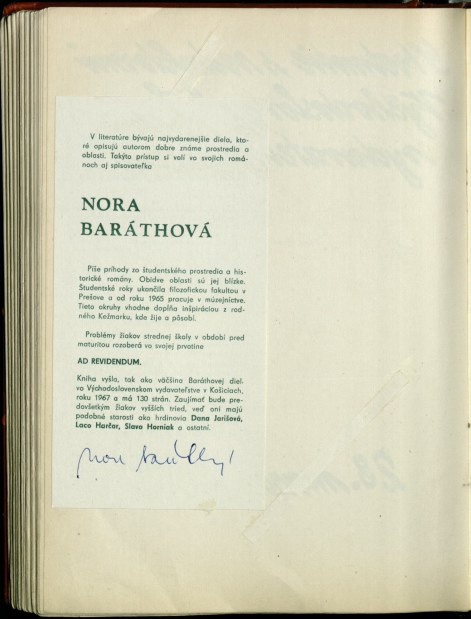 V literatúre bývajú najvydarenejšie diela, kto-
ré opisujú autorom dobre známe prostredia a
oblasti. Takýto prístup si volí vo svojich romá-
noch aj spisovateľka
NORA
BARÁTHOVÁ
Píše príhody zo študentského prostredia a his-
torické romány. Obidve oblasti sú jej blízke.
Študentské roky ukončila filozofickou fakultou v
Prešove a od roku 1965 pracuje v múzejníctve.
Tieto okruhy vhodne dopĺňa inšpiráciou z rod-
ného Kežmarku, kde žije a pôsobí.
Problémy žiakov strednej školy v období pred
maturitou rozoberá vo svojej prvotine
AD REVIDENDUM.
Kniha vyšla, tak ako väčšina Baráthovej diel
vo Východoslovenskom vydavateľstve v Košiciach,
roku 1967 a má 130 strán. Zaujímať bude pre-
dovšetkým žiakov vyšších tried, veď oni majú
podobné starosti ako hrdinovia Dana Jarišová,
Laco Harčar, Slavo Harniak a ostatní.